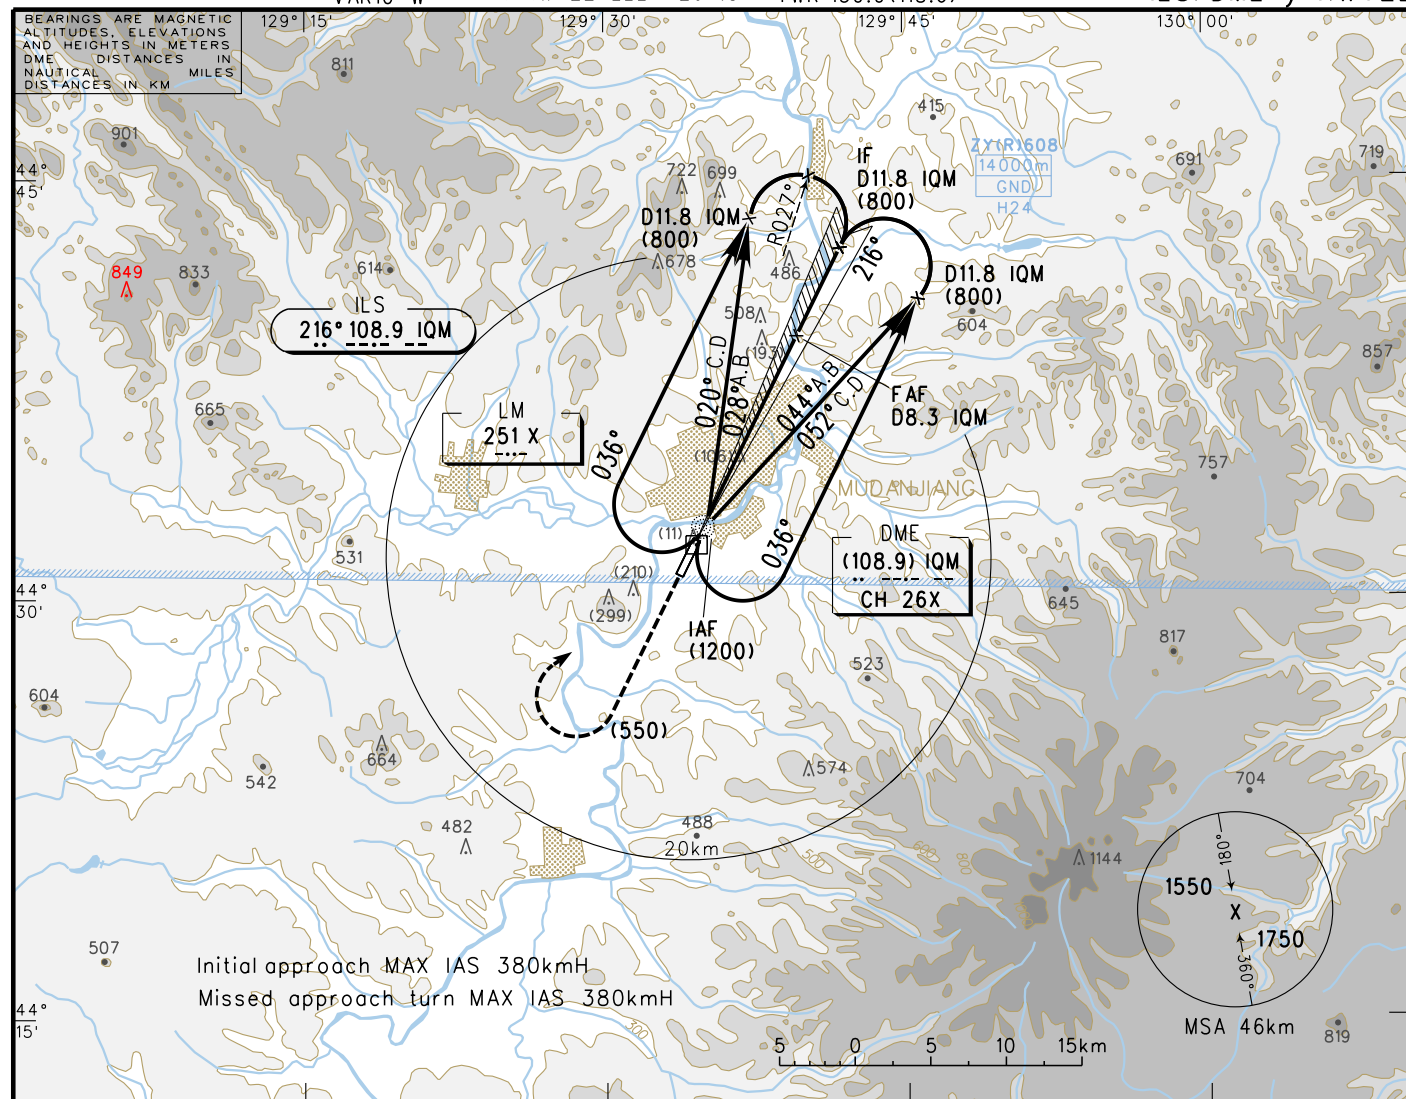 129°15'
129°30'
129°45'
130°00'
BEARINGS ARE MAGNETIC
ALTITUDES, ELEVATIONS
AND HEIGHTS IN METERS
DME DISTANCES IN
NAUTICAL MILES
DISTANCES IN KM
811
901
415
ZY(R)608
14000m
GND
H24
691
719
44°
45'
722
699
IF
D11.8 IQM
(800)
D11.8 IQM
(800)
R027°
678
486
216°
D11.8 IQM
(800)
604
849
833
614
ILS
216° 108.9 IQM
508
(193)
857
020° C.D
028° A.B
044° A.B
052° C.D
FAF
D8.3 IQM
665
LM
251 X
036°
(106)
757
MUDANJIANG
531
(11)
036°
DME
(108.9) IQM
CH 26X
(210)
(299)
44°
30'
645
IAF
(1200)
817
523
604
(550)
664
542
574
704
482
488
20km
500
600
800
1144
180°
1550
X
1750
360°
MSA 46km
507
Initial approach MAX IAS 380kmH
Missed approach turn MAX IAS 380kmH
300
44°
15'
819
5 0 5 10 15km